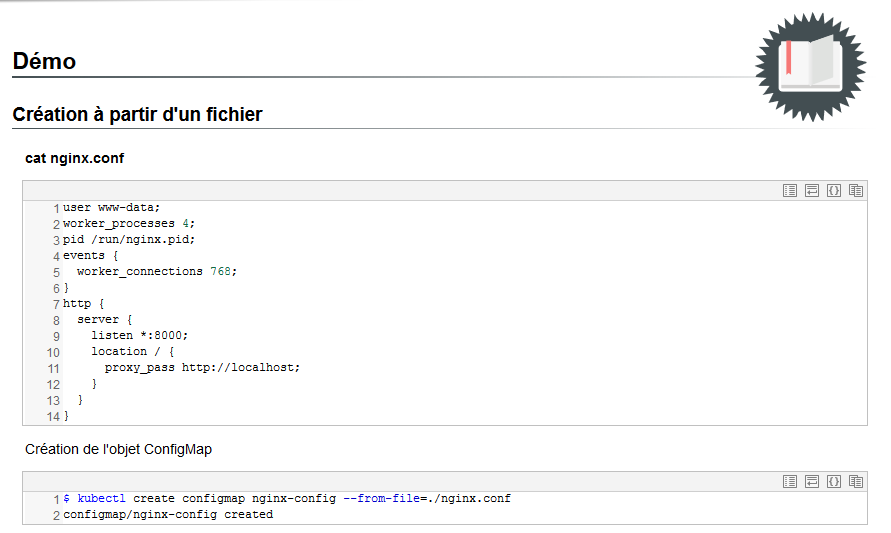 Démo
Création à partir d'un fichier
cat nginx.conf
1 user www-data;
2 worker_processes 4;
3 pid /run/nginx.pid;
4 events {
5   worker_connections 768;
6 }
7 http {
8   server {
9     listen *:8000;
10     location / {
11       proxy_pass http://localhost;
12     }
13   }
14 }
Création de l'objet ConfigMap
1 $ kubectl create configmap nginx-config --from-file=./nginx.conf
2 configmap/nginx-config created